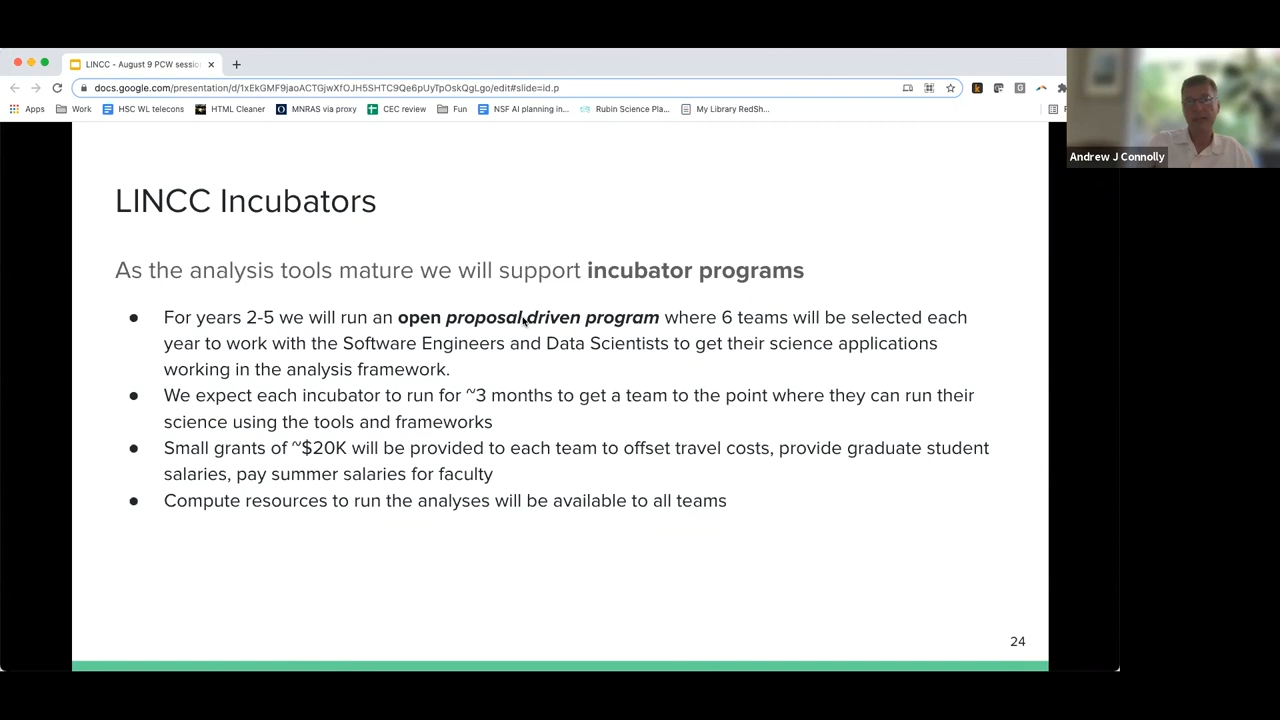 LINCC - August 9 PCW sessio
docs.google.com/presentation/d/1xEkGMF9jaoACTGjwXfOJH5SHTC9Qe6pUyTpOskQgLgo/edit#slide=id.p
Apps Work HSC WL telecons HTML Cleaner MNRAS via proxy CEC review Fun NSF AI planning in... Rubin Science Pla... My Library RedSh...
Andrew J Connolly
LINCC Incubators
As the analysis tools mature we will support incubator programs
● For years 2-5 we will run an open proposal driven program where 6 teams will be selected each
year to work with the Software Engineers and Data Scientists to get their science applications
working in the analysis framework.
● We expect each incubator to run for ~3 months to get a team to the point where they can run their
science using the tools and frameworks
● Small grants of ~$20K will be provided to each team to offset travel costs, provide graduate student
salaries, pay summer salaries for faculty
● Compute resources to run the analyses will be available to all teams
24